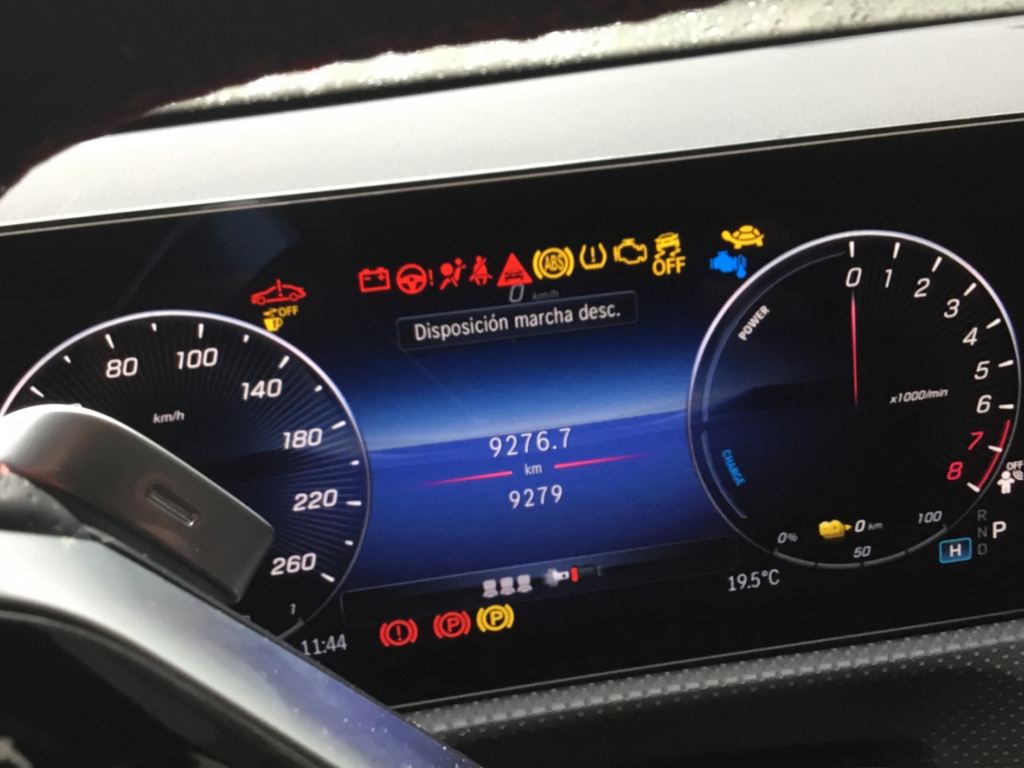 OFF
ABS
OFF
0 km/h
Disposición marcha desc.
80
100
140
180
220
260
km/h
1
11:44
9276.7
km
9279
P
P
19.5°C
POWER
CHARGE
0
1
2
3
4
5
6
7
8
x1000/min
0%
50
100
0 km
OFF
R
N
D
P
H